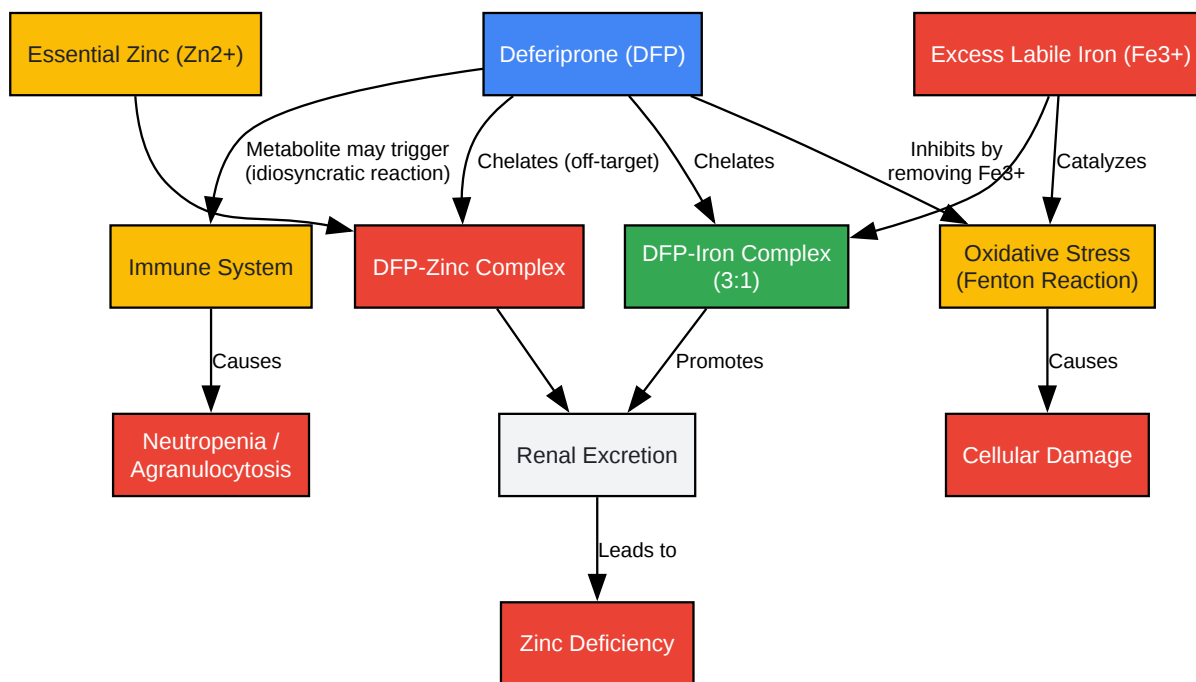 Essential Zinc (Zn2+)
Deferiprone (DFP)
Excess Labile Iron (Fe3+)
Metabolite may trigger
(idiosyncratic reaction)
Chelates (off-target)
Chelates
Inhibits by
removing Fe3+
Catalyzes
Immune System
DFP-Zinc Complex
DFP-Iron Complex
(3:1)
Oxidative Stress
(Fenton Reaction)
Causes
Promotes
Causes
Neutropenia /
Agranulocytosis
Renal Excretion
Cellular Damage
Leads to
Zinc Deficiency